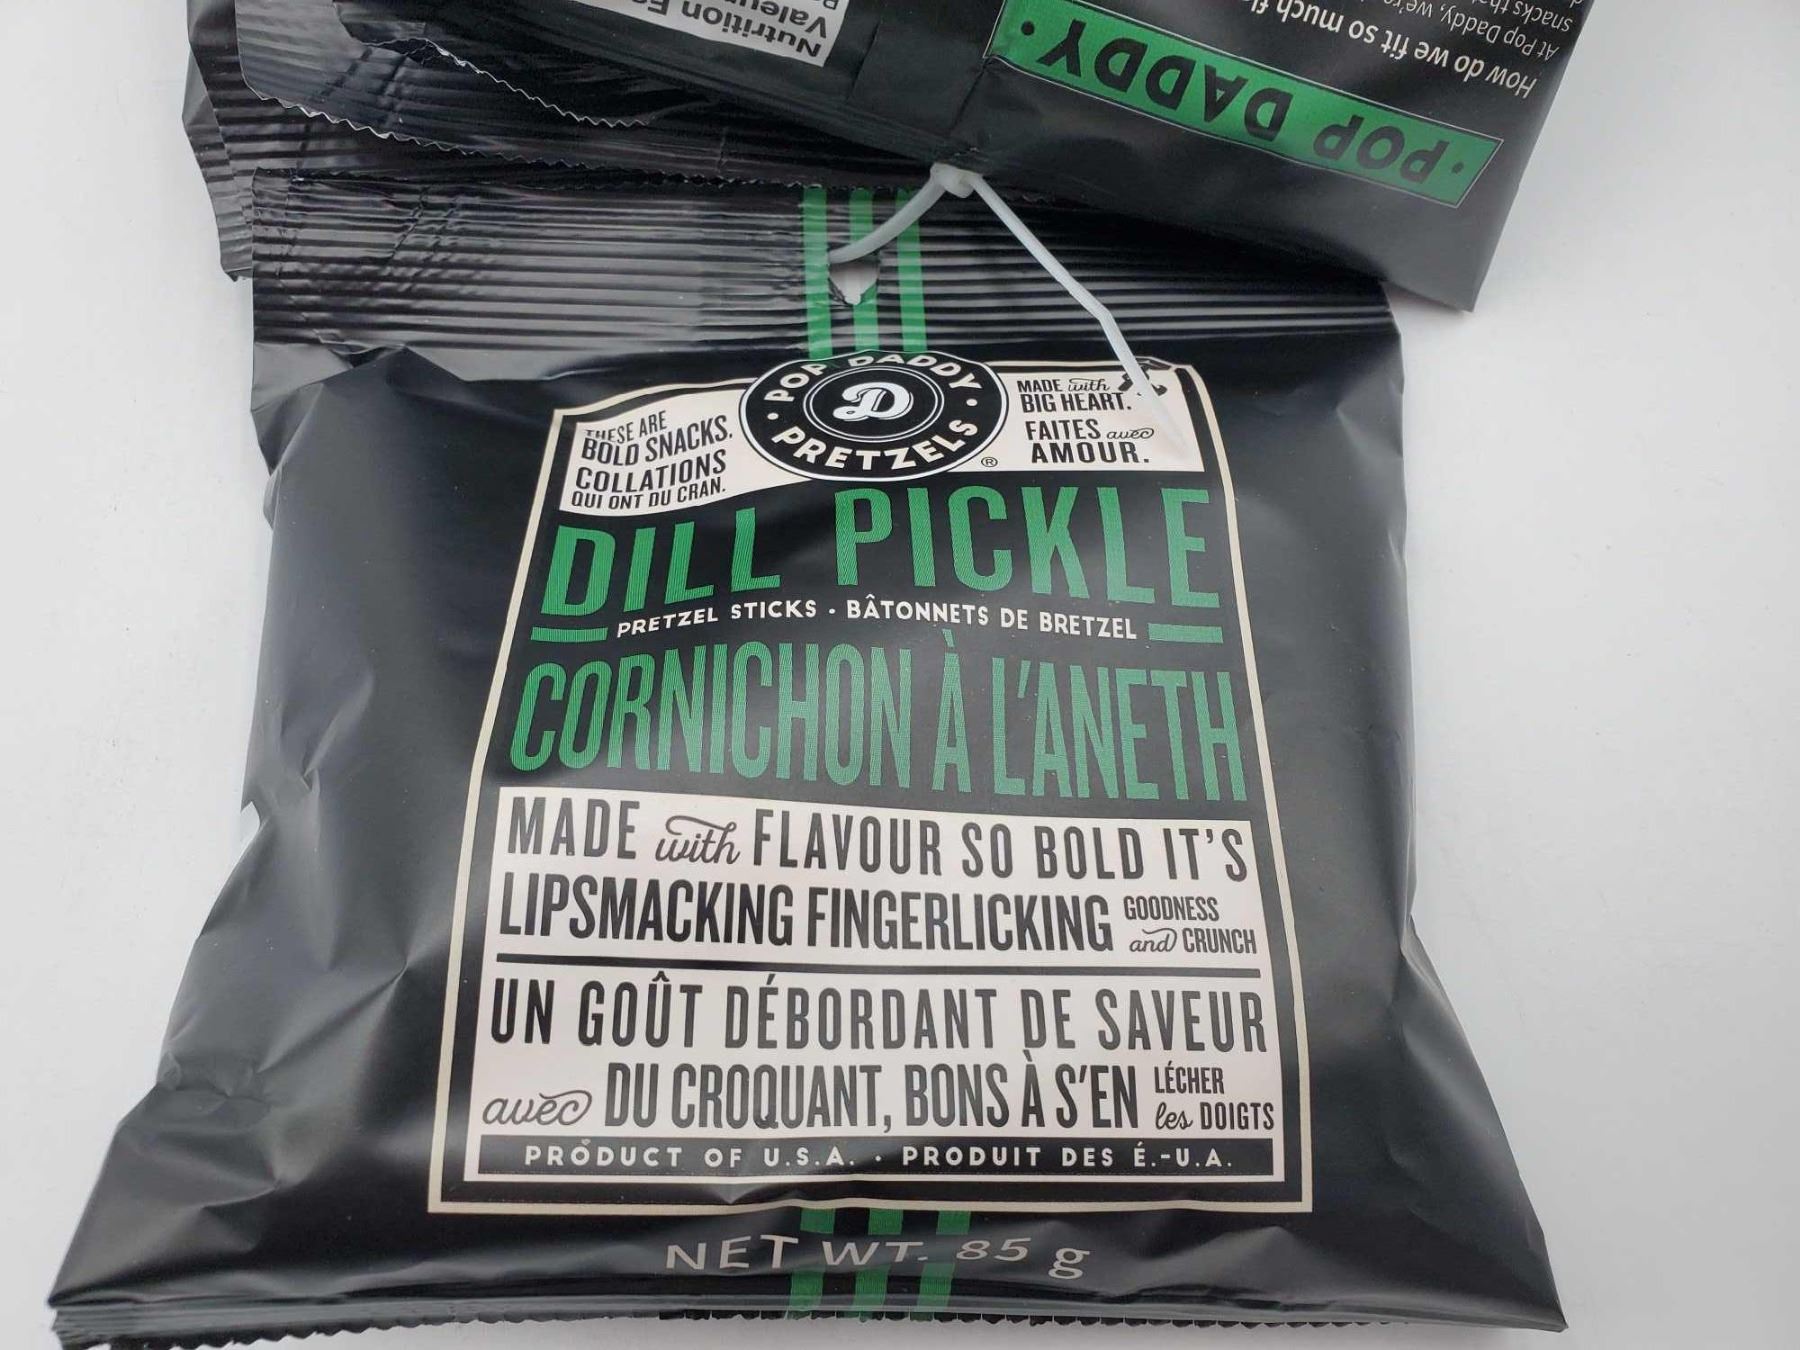 Nutrition
Valeur
POP DADDY
How do we fit so much
At Pop Daddy, we're
snacks
POP DADDY
D
PRETZELS
®
THESE ARE
BOLD SNACKS.
COLLATIONS
QUI ONT DU CRAN.
MADE with
BIG HEART.
FAITES avec
AMOUR.
DILL PICKLE
PRETZEL STICKS • BÂTONNETS DE BRETZEL
CORNICHON À L'ANETH
MADE with FLAVOUR SO BOLD IT'S
LIPSMACKING FINGERLICKING GOODNESS and CRUNCH
UN GOÛT DÉBORDANT DE SAVEUR
avec DU CROQUANT, BONS À S'EN LÉCHER les DOIGTS
PRODUCT OF U.S.A. • PRODUIT DES É.-U.A.
NET WT. 85 g